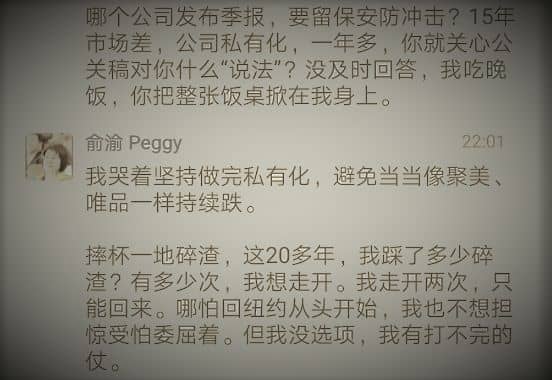 哪个公司发布季报，要留保安防冲击？15年
市场差，公司私有化，一年多，你就关心公
关稿对你什么“说法”？没及时回答，我吃晚
饭，你把整张饭桌掀在我身上。
俞渝 Peggy 22:01
我哭着坚持做完私有化，避免当当像聚美、
唯品一样持续跌。
摔杯一地碎渣，这20多年，我踩了多少碎
渣？有多少次，我想走开。我走开两次，只
能回来。哪怕回纽约从头开始，我也不想担
惊受怕委屈着。但我没选项，我有打不完的
仗。